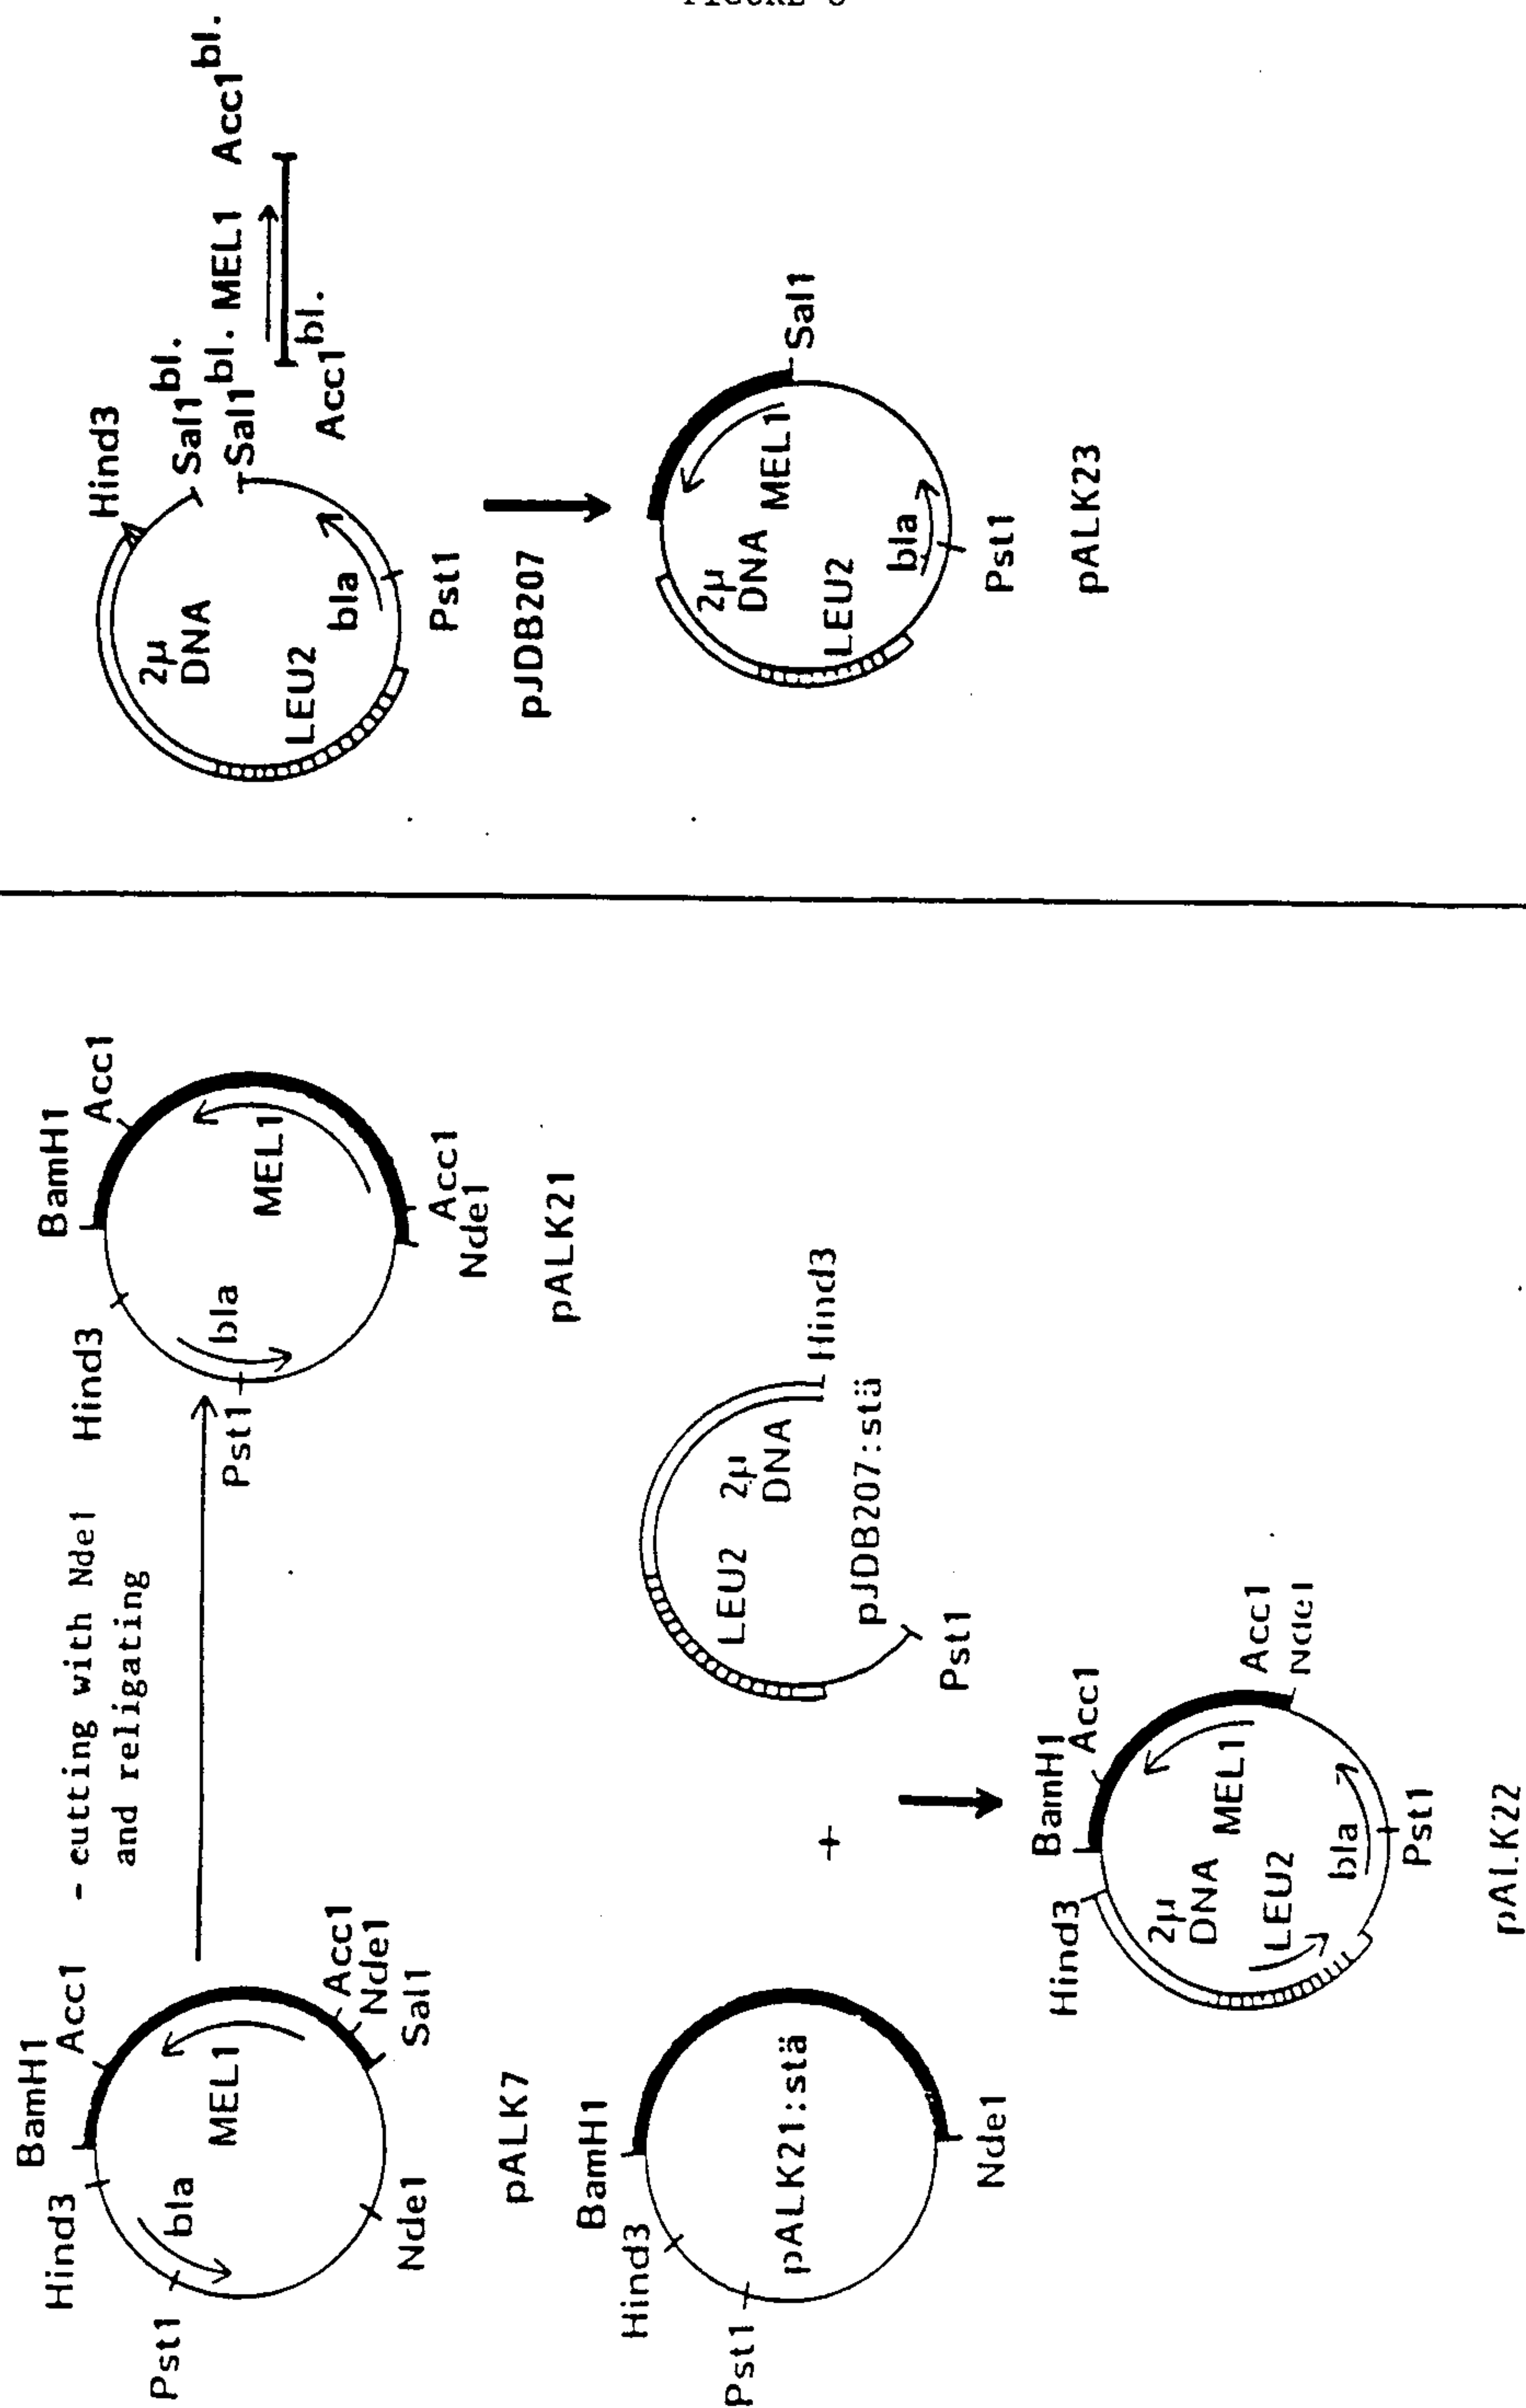 FIGURE
BamH1
Hind3
Acc1
Pst1
bla
MEL1
Acc1
Nde1
Sal1
Nde1
pALK7
- cutting with Nde1
and religating
BamH1
Hind3
Acc1
Pst1
bla
MEL1
Acc1
Nde1
pALK21
BamH1
Hind3
Pst1
pALK21:stä
Nde1
+
LEU2
2μ
DNA
Hind3
pJDB207:stä
Pst1
BamH1
Hind3
Acc1
2μ
DNA
MEL1
LEU2
Acc1
Nde1
bla
Pst1
pALK22
Hind3
2μ
DNA
Sal1bl.
Sal1bl.
MEL1
Acc1bl.
Acc1bl.
LEU2
bla
Pst1
pJDB207
2μ
DNA
MEL1
Sal1
LEU2
bla
Pst1
pALK23